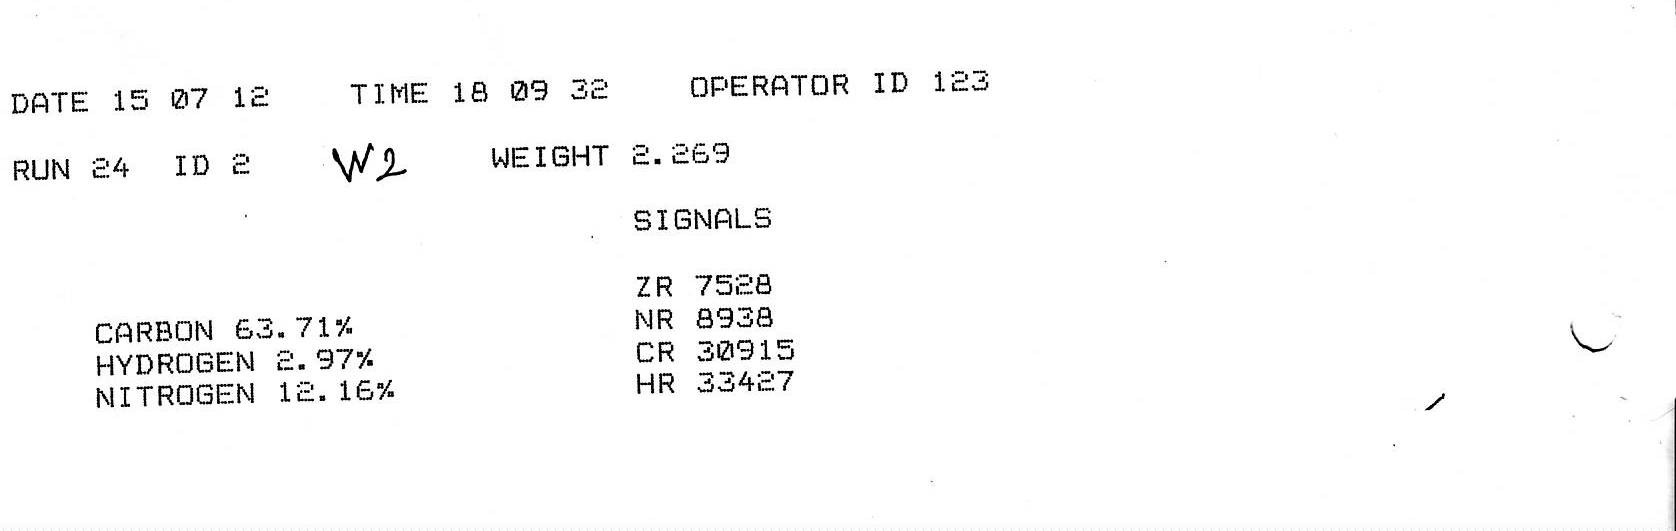 DATE 15 07 12 TIME 18 09 32 OPERATOR ID 123
RUN 24 ID 2 W2 WEIGHT 2.269
SIGNALS
ZR 7528
CARBON 63.71% NR 8938
HYDROGEN 2.97% CR 30915
NITROGEN 12.16% HR 33427